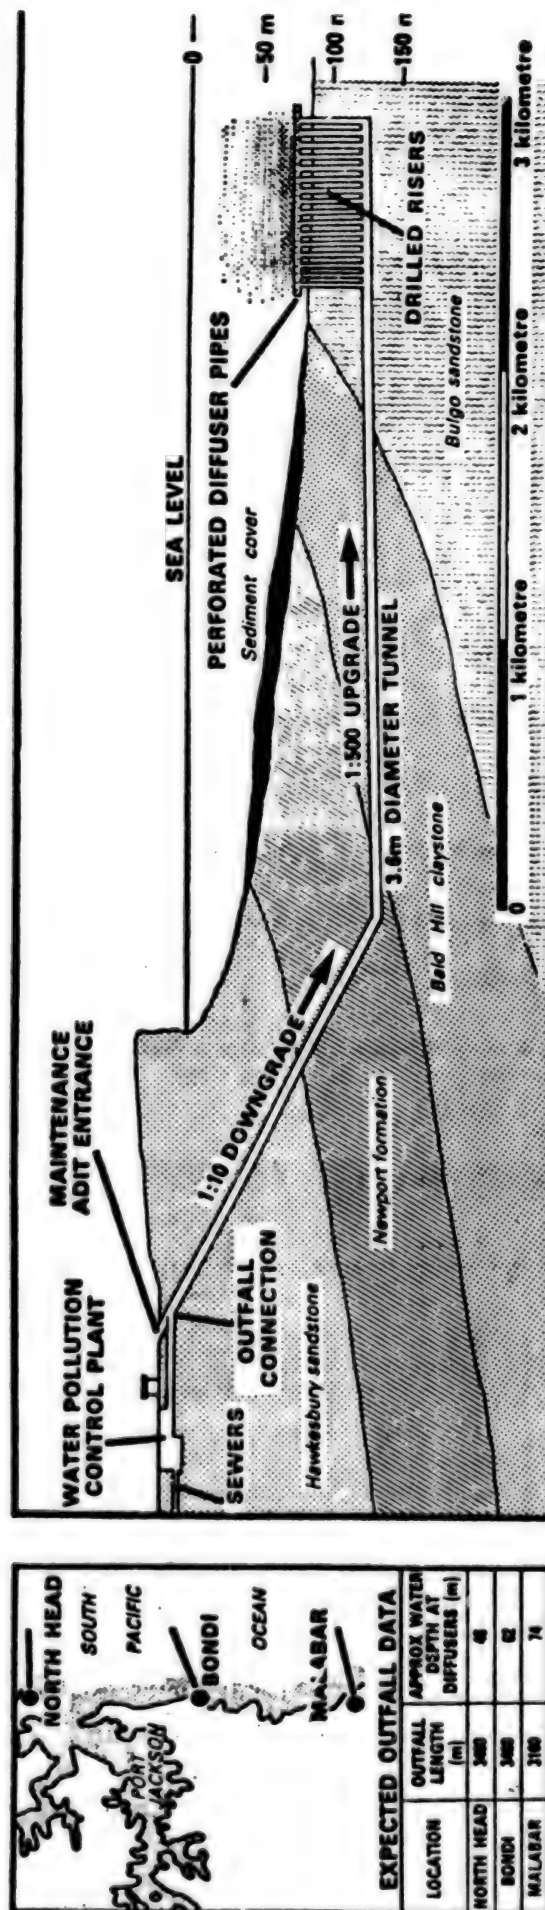 NORTH HEAD
SOUTH
PACIFIC
BONDI
OCEAN
MALABAR
PORT
JACKSON
EXPECTED OUTFALL DATA
LOCATION
OUTFALL
LENGTH
(m)
APPROX WATER
DEPTH AT
DIFFUSERS (m)
NORTH HEAD
BONDI 62
MALABAR 74
WATER POLLUTION
CONTROL PLANT
MAINTENANCE
ADIT ENTRANCE
SEWERS
OUTFALL
CONNECTION
Hawkesbury sandstone
Newport formation
Bald Hill claystone
Bulgo sandstone
1:10 DOWNGRADE
1:500 UPGRADE
3.6m DIAMETER TUNNEL
SEA LEVEL
PERFORATED DIFFUSER PIPES
Sediment cover
DRILLED RISERS
0
50 m
100 n
150 n
0
1 kilometre
2 kilometre
3 kilometre